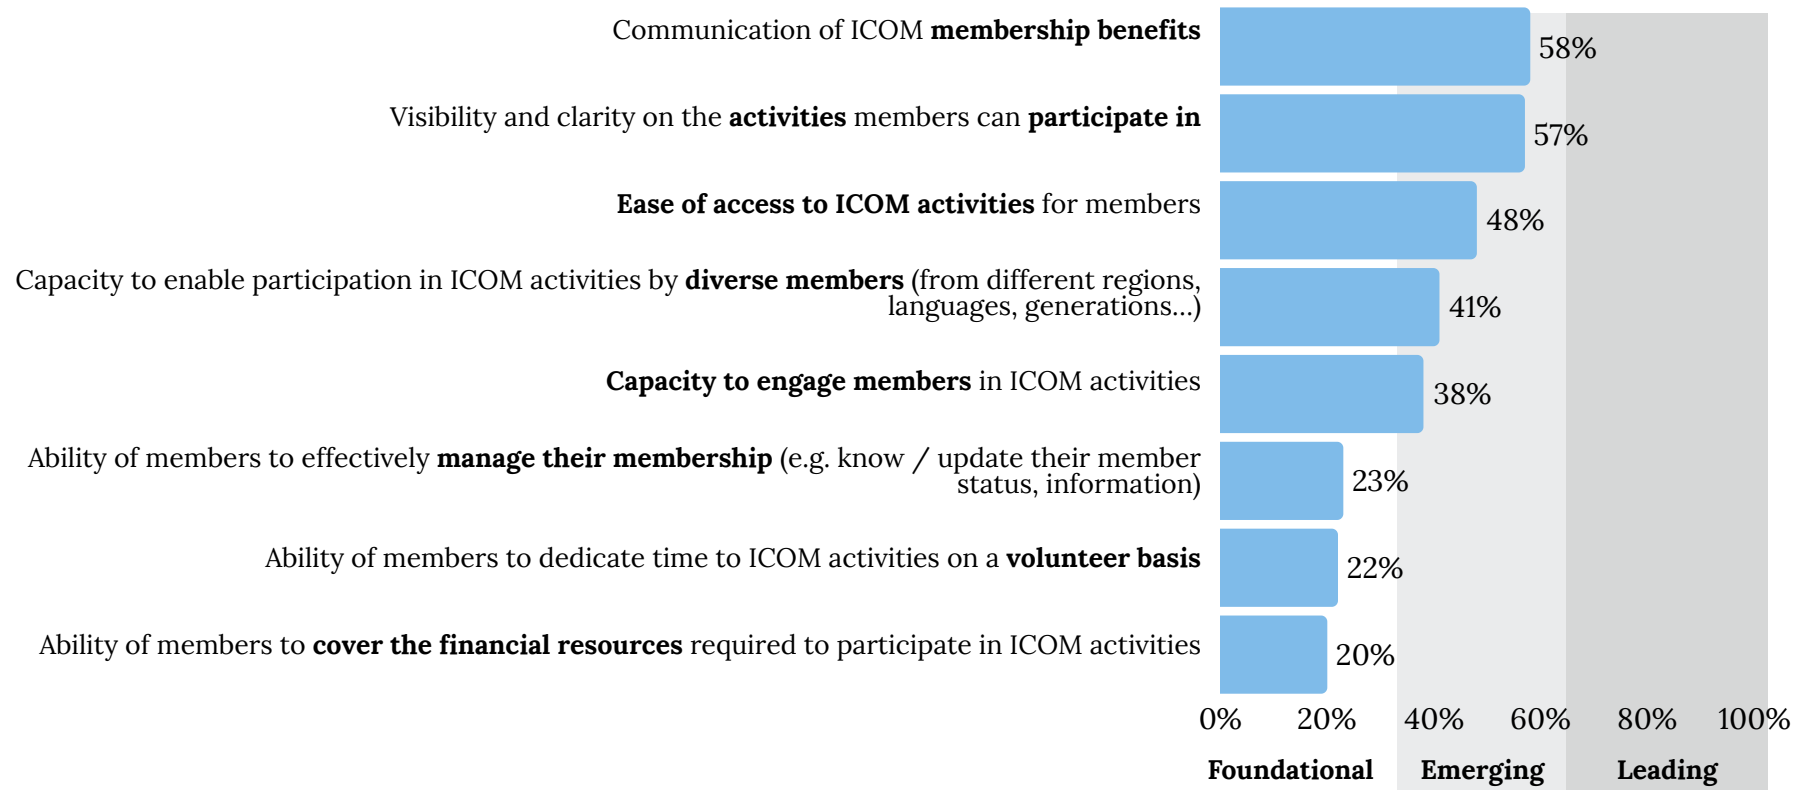 Communication of ICOM membership benefits
58%
Visibility and clarity on the activities members can participate in
57%
Ease of access to ICOM activities for members
48%
Capacity to enable participation in ICOM activities by diverse members (from different regions,
languages, generations...)
41%
Capacity to engage members in ICOM activities
38%
Ability of members to effectively manage their membership (e.g. know / update their member
status, information)
23%
Ability of members to dedicate time to ICOM activities on a volunteer basis
22%
Ability of members to cover the financial resources required to participate in ICOM activities
20%
0% 20% 40% 60% 80% 100%
Foundational Emerging Leading